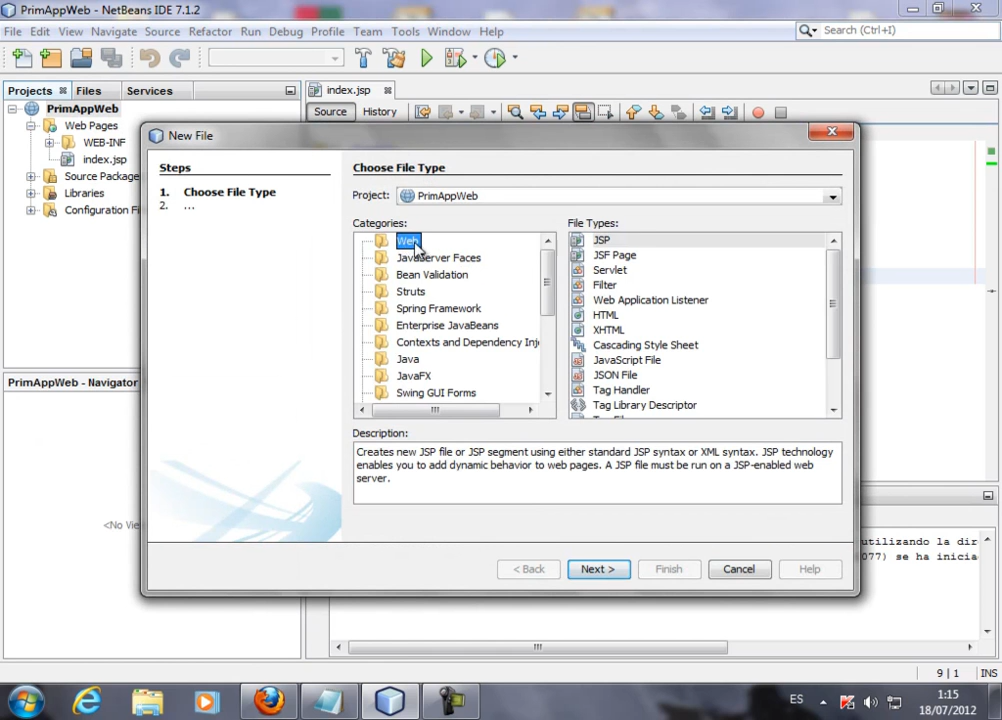 PrimAppWeb - NetBeans IDE 7.1.2
File Edit View Navigate Source Refactor Run Debug Profile Team Tools Window Help
Search (Ctrl+I)
Projects Files Services
index.jsp
PrimAppWeb
Web Pages
WEB-INF
index.jsp
Source Package
Libraries
Configuration Fi
Source History
New File
Steps
1. Choose File Type
2. ...
Choose File Type
Project: PrimAppWeb
Categories:
Web
JavaServer Faces
Bean Validation
Struts
Spring Framework
Enterprise JavaBeans
Contexts and Dependency Inj
Java
JavaFX
Swing GUI Forms
File Types:
JSP
JSF Page
Servlet
Filter
Web Application Listener
HTML
XHTML
Cascading Style Sheet
JavaScript File
JSON File
Tag Handler
Tag Library Descriptor
Description:
Creates new JSP file or JSP segment using either standard JSP syntax or XML syntax. JSP technology
enables you to add dynamic behavior to web pages. A JSP file must be run on a JSP-enabled web
server.
< Back Next > Finish Cancel Help
PrimAppWeb - Navigator
<No Vie
utilizando la dir
077) se ha inicia
9 | 1 INS
ES
1:15
18/07/2012